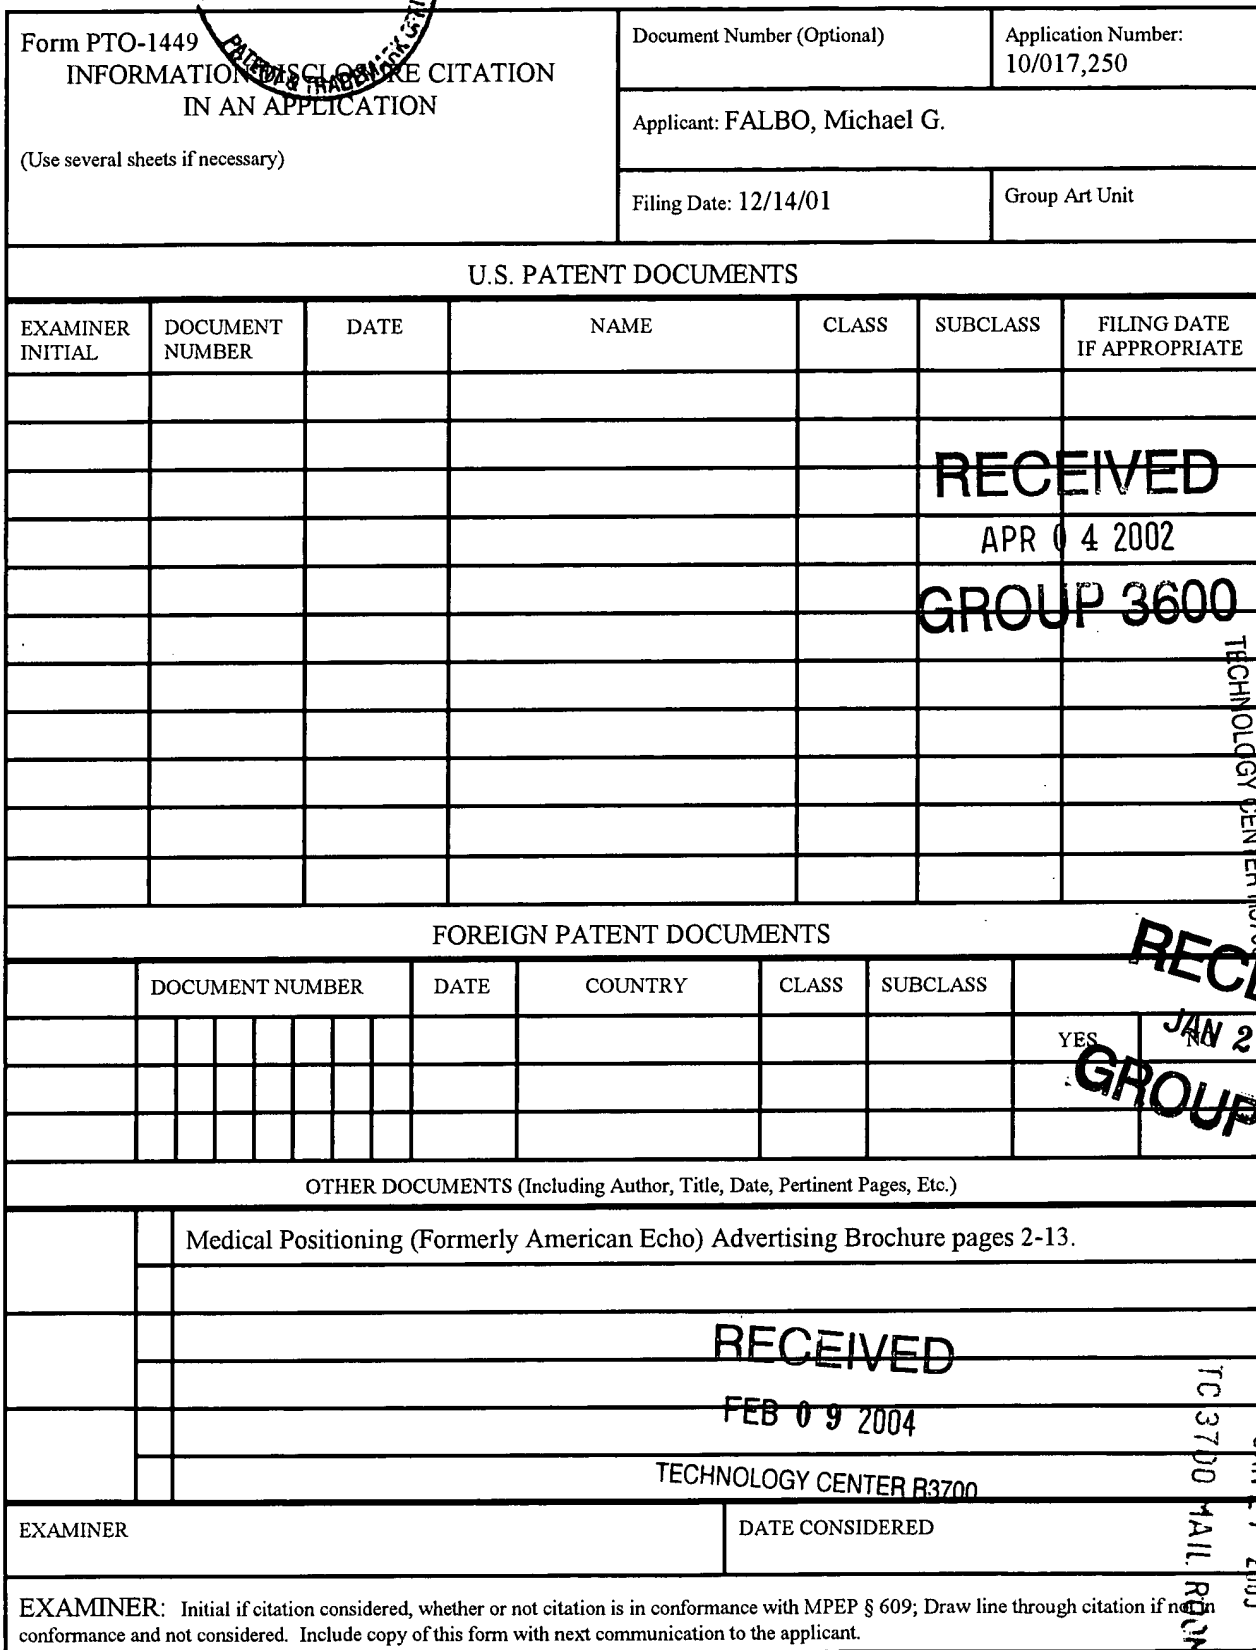 Form PTO-1449
INFORMATION DISCLOSURE CITATION
IN AN APPLICATION
(Use several sheets if necessary)
PATENT & TRADEMARK
Document Number (Optional)
Application Number:
10/017,250
Applicant: FALBO, Michael G.
Filing Date: 12/14/01
Group Art Unit
U.S. PATENT DOCUMENTS
EXAMINER
INITIAL
DOCUMENT
NUMBER
DATE
NAME
CLASS
SUBCLASS
FILING DATE
IF APPROPRIATE
RECEIVED
APR 04 2002
GROUP 3600
TECHNOLOGY CENTER
FOREIGN PATENT DOCUMENTS
DOCUMENT NUMBER
DATE
COUNTRY
CLASS
SUBCLASS
YES
NO
JAN 2
GROUP
OTHER DOCUMENTS (Including Author, Title, Date, Pertinent Pages, Etc.)
Medical Positioning (Formerly American Echo) Advertising Brochure pages 2-13.
RECEIVED
FEB 09 2004
TECHNOLOGY CENTER R3700
TC 3700 MAIL ROOM
EXAMINER
DATE CONSIDERED
EXAMINER: Initial if citation considered, whether or not citation is in conformance with MPEP § 609; Draw line through citation if not in
conformance and not considered. Include copy of this form with next communication to the applicant.